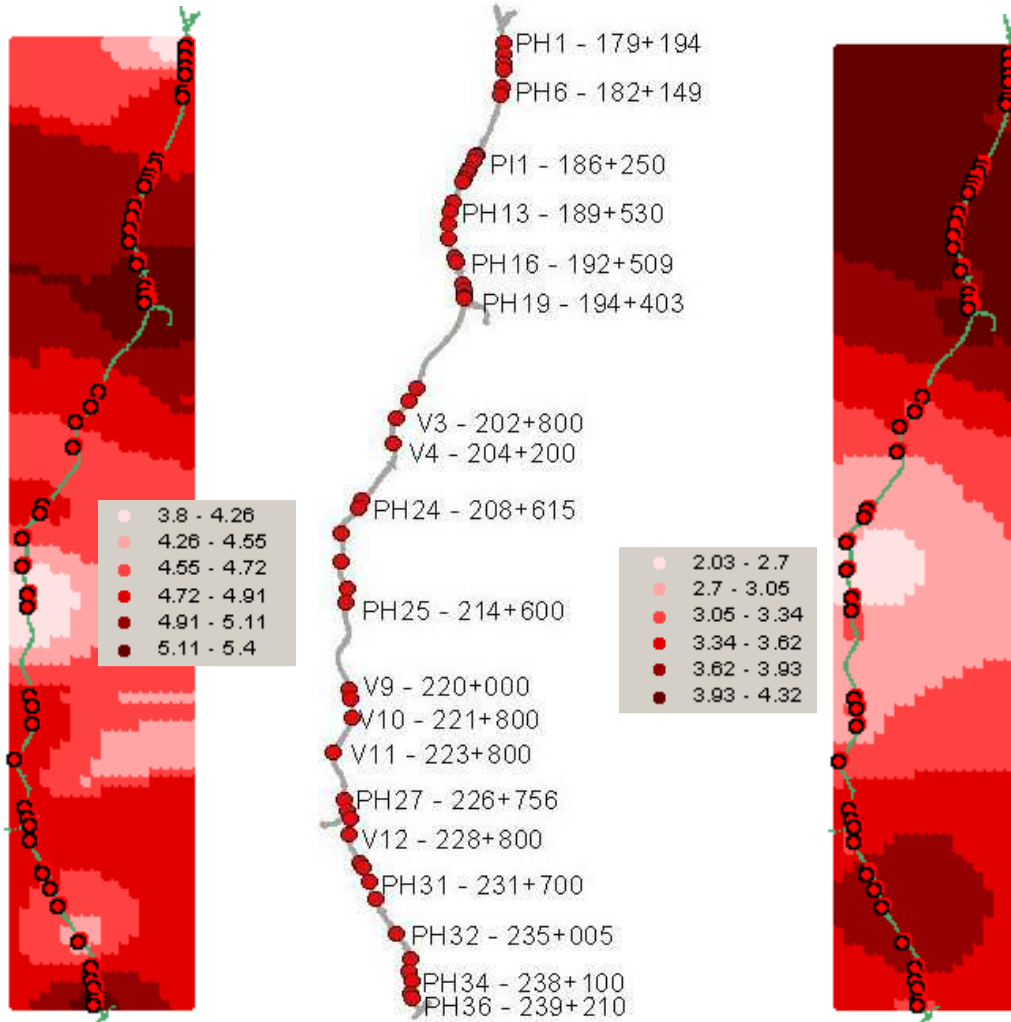 PH1 - 179+194
PH6 - 182+149
PI1 - 186+250
PH13 - 189+530
PH16 - 192+509
PH19 - 194+403
V3 - 202+800
V4 - 204+200
PH24 - 208+615
PH25 - 214+600
V9 - 220+000
V10 - 221+800
V11 - 223+800
PH27 - 226+756
V12 - 228+800
PH31 - 231+700
PH32 - 235+005
PH34 - 238+100
PH36 - 239+210
3.8 - 4.26
4.26 - 4.55
4.55 - 4.72
4.72 - 4.91
4.91 - 5.11
5.11 - 5.4
2.03 - 2.7
2.7 - 3.05
3.05 - 3.34
3.34 - 3.62
3.62 - 3.93
3.93 - 4.32